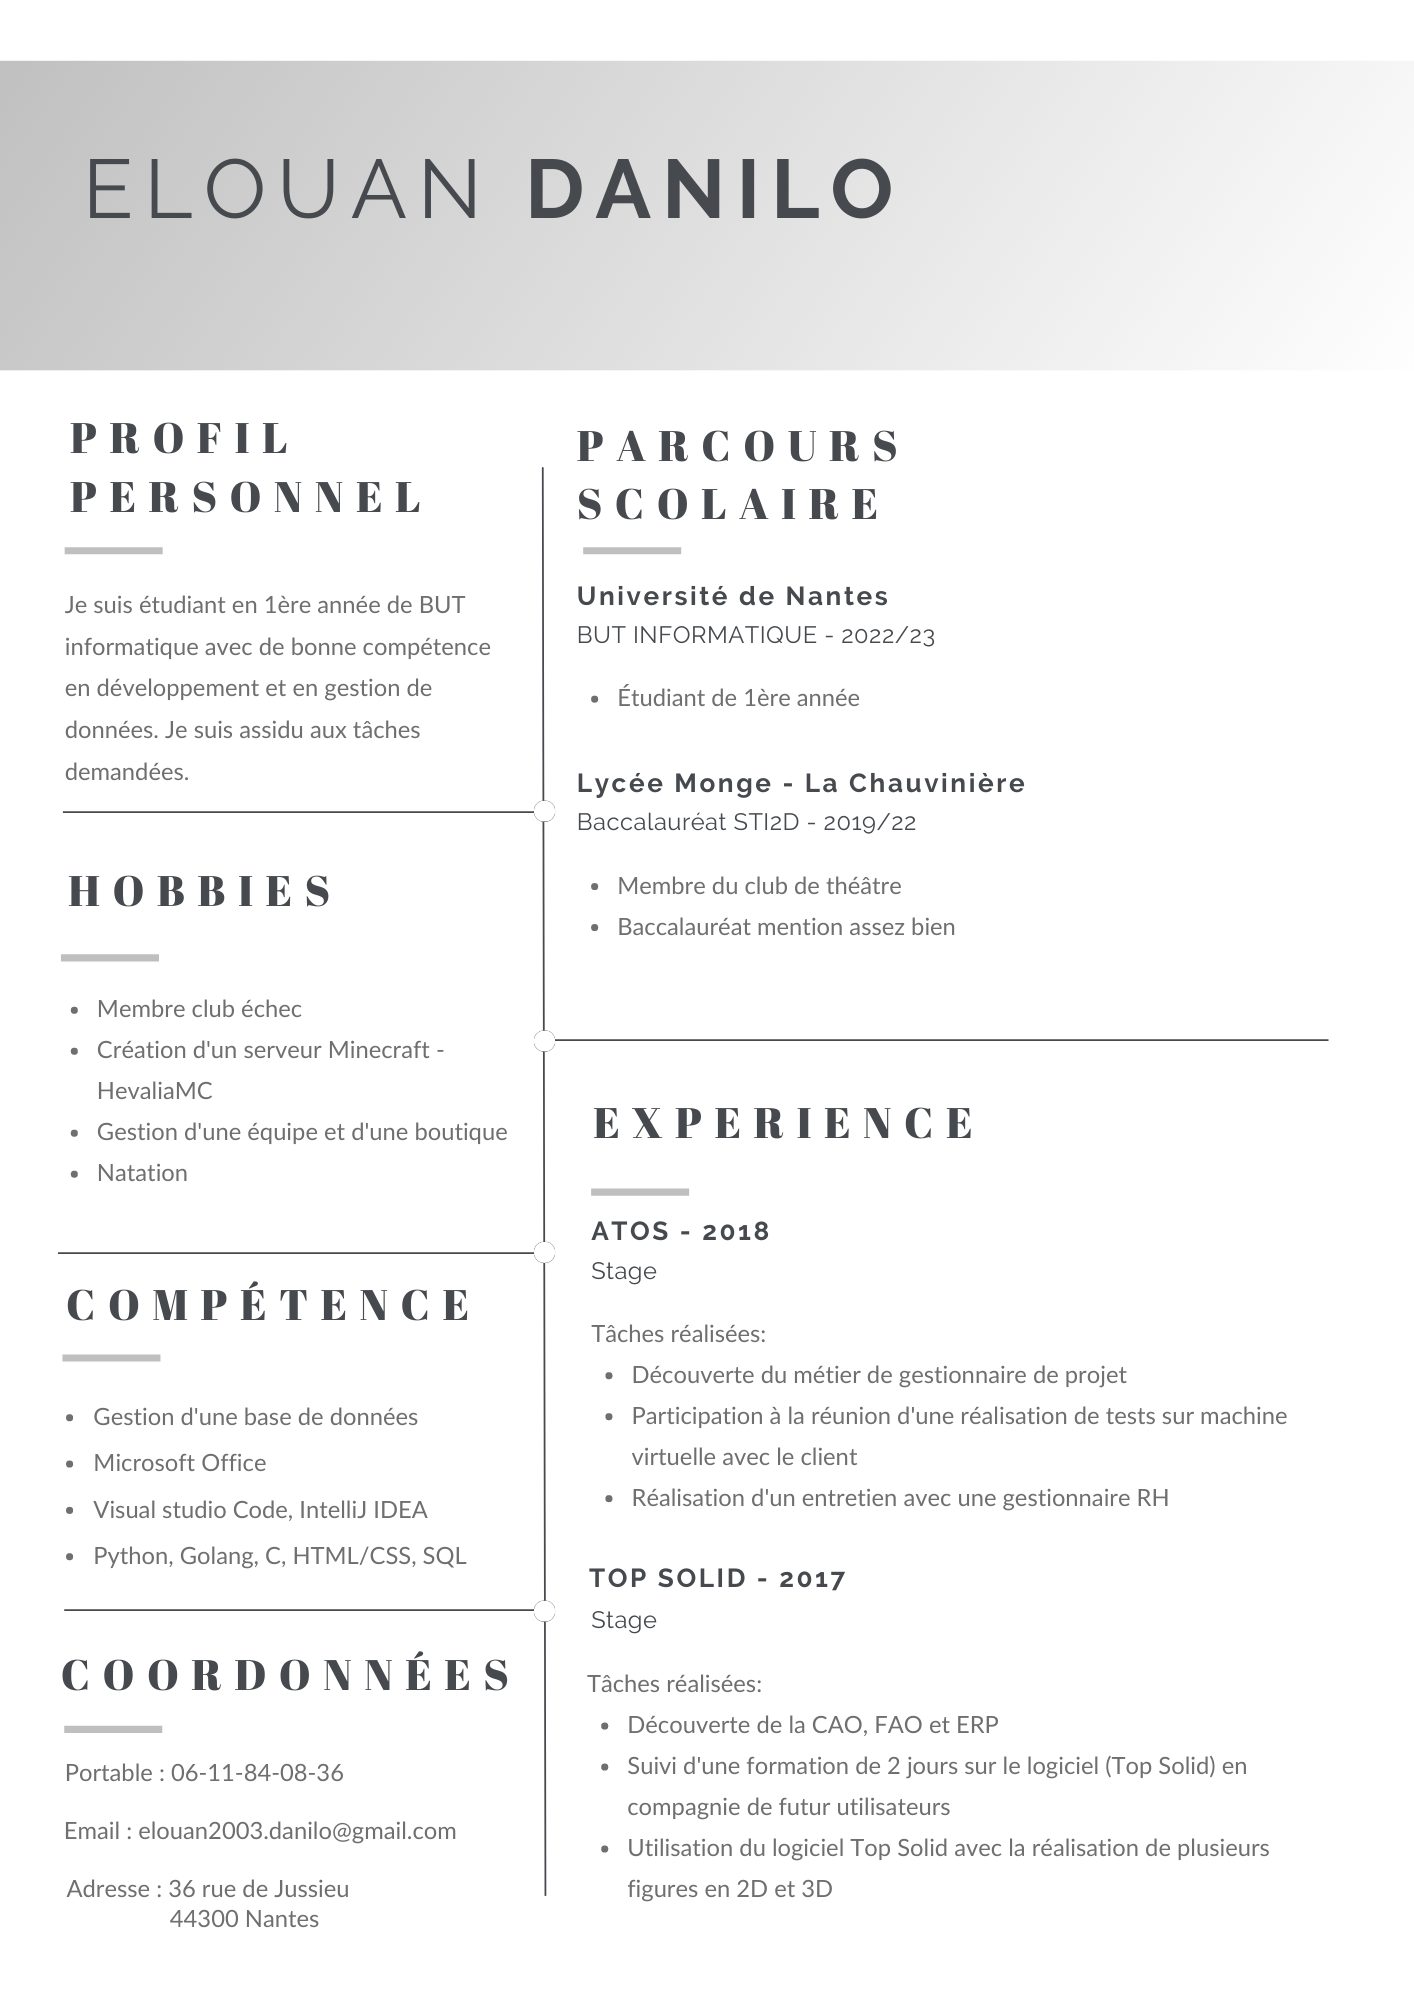 ELOUAN DANILO
PROFIL
PERSONNEL
Je suis étudiant en 1ère année de BUT
informatique avec de bonne compétence
en développement et en gestion de
données. Je suis assidu aux tâches
demandées.
HOBBIES
• Membre club échec
• Création d'un serveur Minecraft -
HevaliaMC
• Gestion d'une équipe et d'une boutique
• Natation
COMPÉTENCE
• Gestion d'une base de données
• Microsoft Office
• Visual studio Code, IntelliJ IDEA
• Python, Golang, C, HTML/CSS, SQL
COORDONNÉES
Portable : 06-11-84-08-36
Email : elouan2003.danilo@gmail.com
Adresse : 36 rue de Jussieu
44300 Nantes
PARCOURS
SCOLAIRE
Université de Nantes
BUT INFORMATIQUE - 2022/23
• Étudiant de 1ère année
Lycée Monge - La Chauvinière
Baccalauréat STI2D - 2019/22
• Membre du club de théâtre
• Baccalauréat mention assez bien
EXPERIENCE
ATOS - 2018
Stage
Tâches réalisées:
• Découverte du métier de gestionnaire de projet
• Participation à la réunion d'une réalisation de tests sur machine
virtuelle avec le client
• Réalisation d'un entretien avec une gestionnaire RH
TOP SOLID - 2017
Stage
Tâches réalisées:
• Découverte de la CAO, FAO et ERP
• Suivi d'une formation de 2 jours sur le logiciel (Top Solid) en
compagnie de futur utilisateurs
• Utilisation du logiciel Top Solid avec la réalisation de plusieurs
figures en 2D et 3D